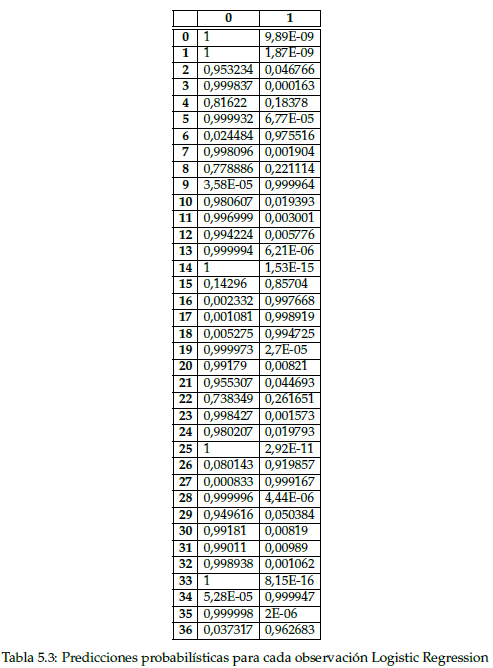 0 1
0 1 9,89E-09
1 1 1,87E-09
2 0,953234 0,046766
3 0,999837 0,000163
4 0,81622 0,18378
5 0,999932 6,77E-05
6 0,024484 0,975516
7 0,998096 0,001904
8 0,778886 0,221114
9 3,58E-05 0,999964
10 0,980607 0,019393
11 0,996999 0,003001
12 0,994224 0,005776
13 0,999994 6,21E-06
14 1 1,53E-15
15 0,14296 0,85704
16 0,002332 0,997668
17 0,001081 0,998919
18 0,005275 0,994725
19 0,999973 2,7E-05
20 0,99179 0,00821
21 0,955307 0,044693
22 0,738349 0,261651
23 0,998427 0,001573
24 0,980207 0,019793
25 1 2,92E-11
26 0,080143 0,919857
27 0,000833 0,999167
28 0,999996 4,44E-06
29 0,949616 0,050384
30 0,99181 0,00819
31 0,99011 0,00989
32 0,998938 0,001062
33 1 8,15E-16
34 5,28E-05 0,999947
35 0,999998 2E-06
36 0,037317 0,962683
Tabla 5.3: Predicciones probabilísticas para cada observación Logistic Regression